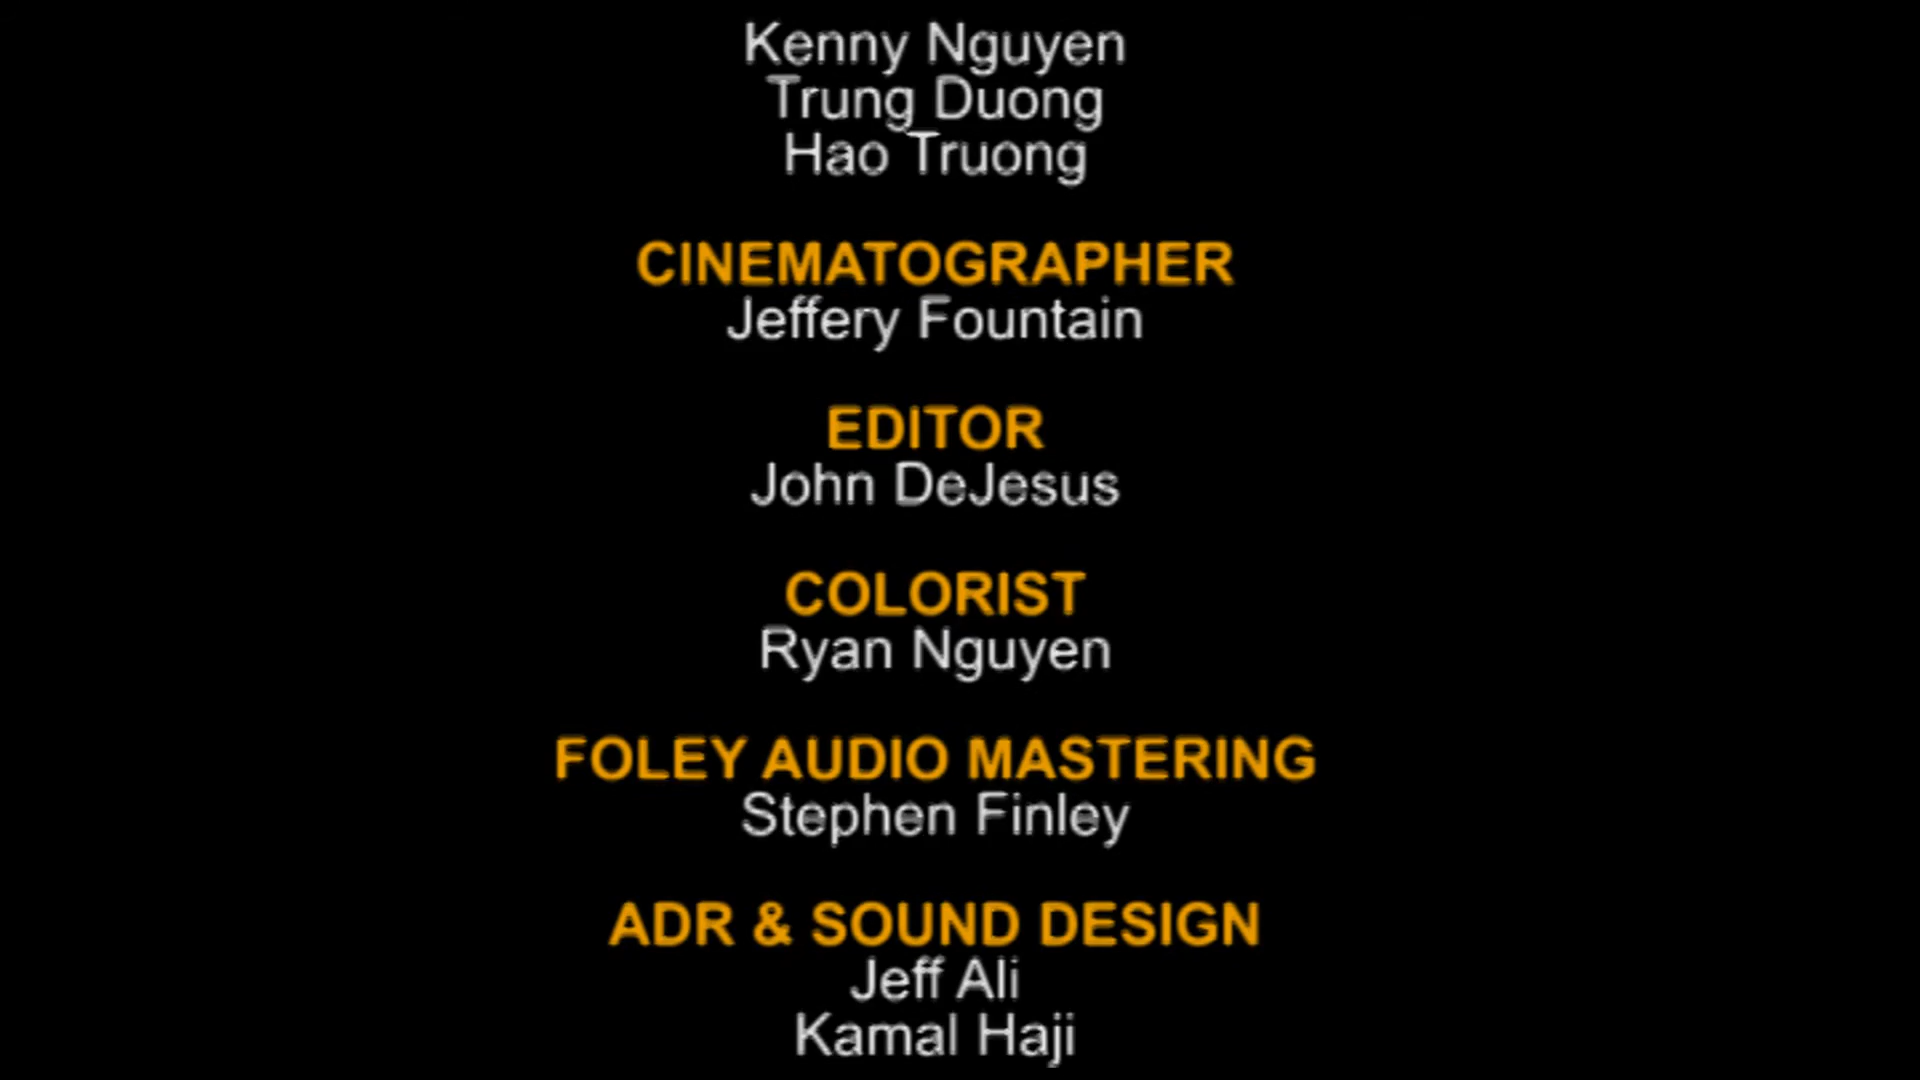 Kenny Nguyen
Trung Duong
Hao Truong
CINEMATOGRAPHER
Jeffery Fountain
EDITOR
John DeJesus
COLORIST
Ryan Nguyen
FOLEY AUDIO MASTERING
Stephen Finley
ADR & SOUND DESIGN
Jeff Ali
Kamal Haji